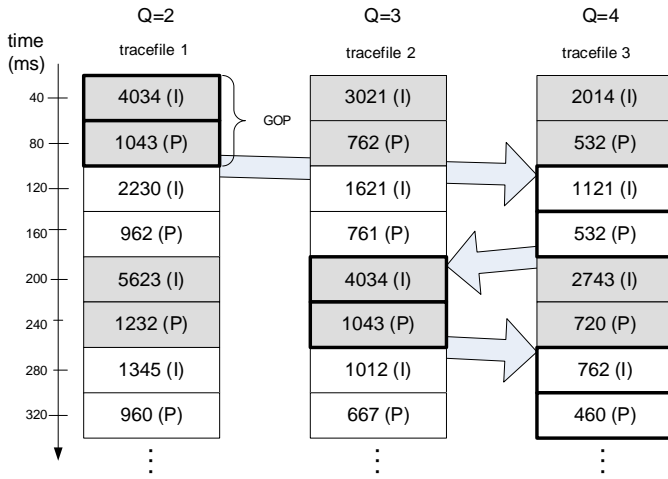 Q=2 Q=3 Q=4
time (ms)
tracefile 1 tracefile 2 tracefile 3
40 4034 (I) 3021 (I) 2014 (I)
GOP
80 1043 (P) 762 (P) 532 (P)
120 2230 (I) 1621 (I) 1121 (I)
160 962 (P) 761 (P) 532 (P)
200 5623 (I) 4034 (I) 2743 (I)
240 1232 (P) 1043 (P) 720 (P)
280 1345 (I) 1012 (I) 762 (I)
320 960 (P) 667 (P) 460 (P)